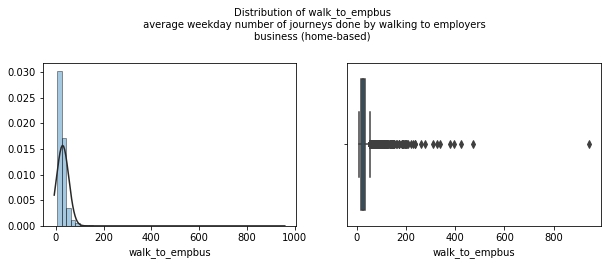 Distribution of walk_to_empbus
average weekday number of journeys done by walking to employers
business (home-based)
0.030
0.025
0.020
0.015
0.010
0.005
0.000
0 200 400 600 800 1000
walk_to_empbus
0 200 400 600 800
walk_to_empbus